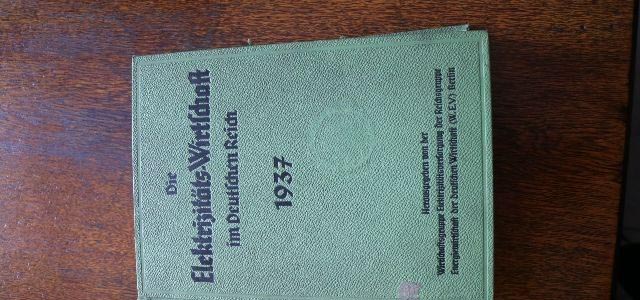 Die
Elektrizitäts-Wirtschaft
im Deutschen Reich
1937
Herausgegeben von der
Wirtschaftsgruppe Elektrizitätsversorgung der Reichsgruppe
Energiewirtschaft der deutschen Wirtschaft (W.E.V.) Berlin